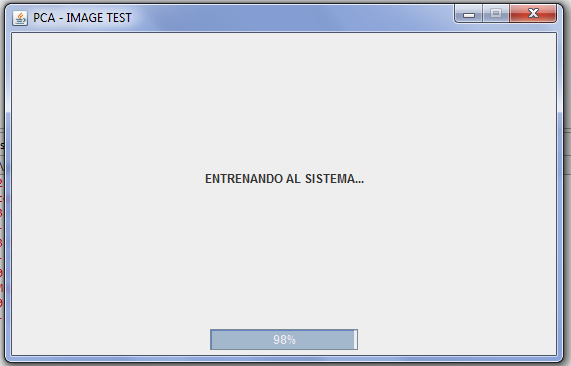 PCA - IMAGE TEST
ENTRENANDO AL SISTEMA...
98%